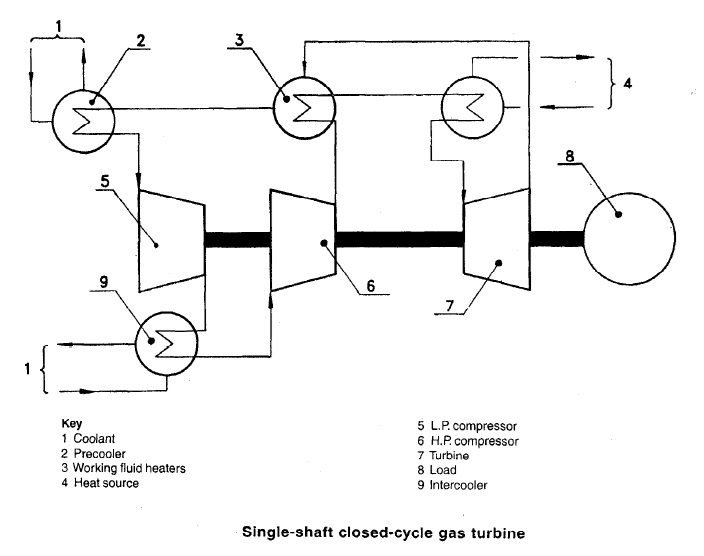 1
2
3
4
5
6
7
8
9
1
Key
1 Coolant
2 Precooler
3 Working fluid heaters
4 Heat source
5 L.P. compressor
6 H.P. compressor
7 Turbine
8 Load
9 Intercooler
Single-shaft closed-cycle gas turbine